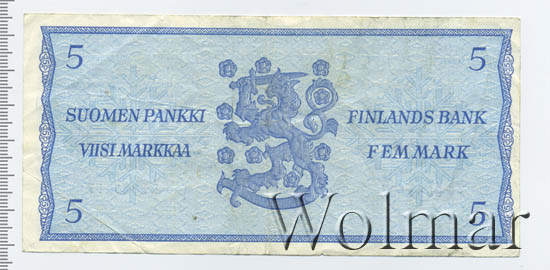 5 5
SUOMEN PANKKI FINLANDS BANK
VIISI MARKKAA FEM MARK
5 5
Wolmar